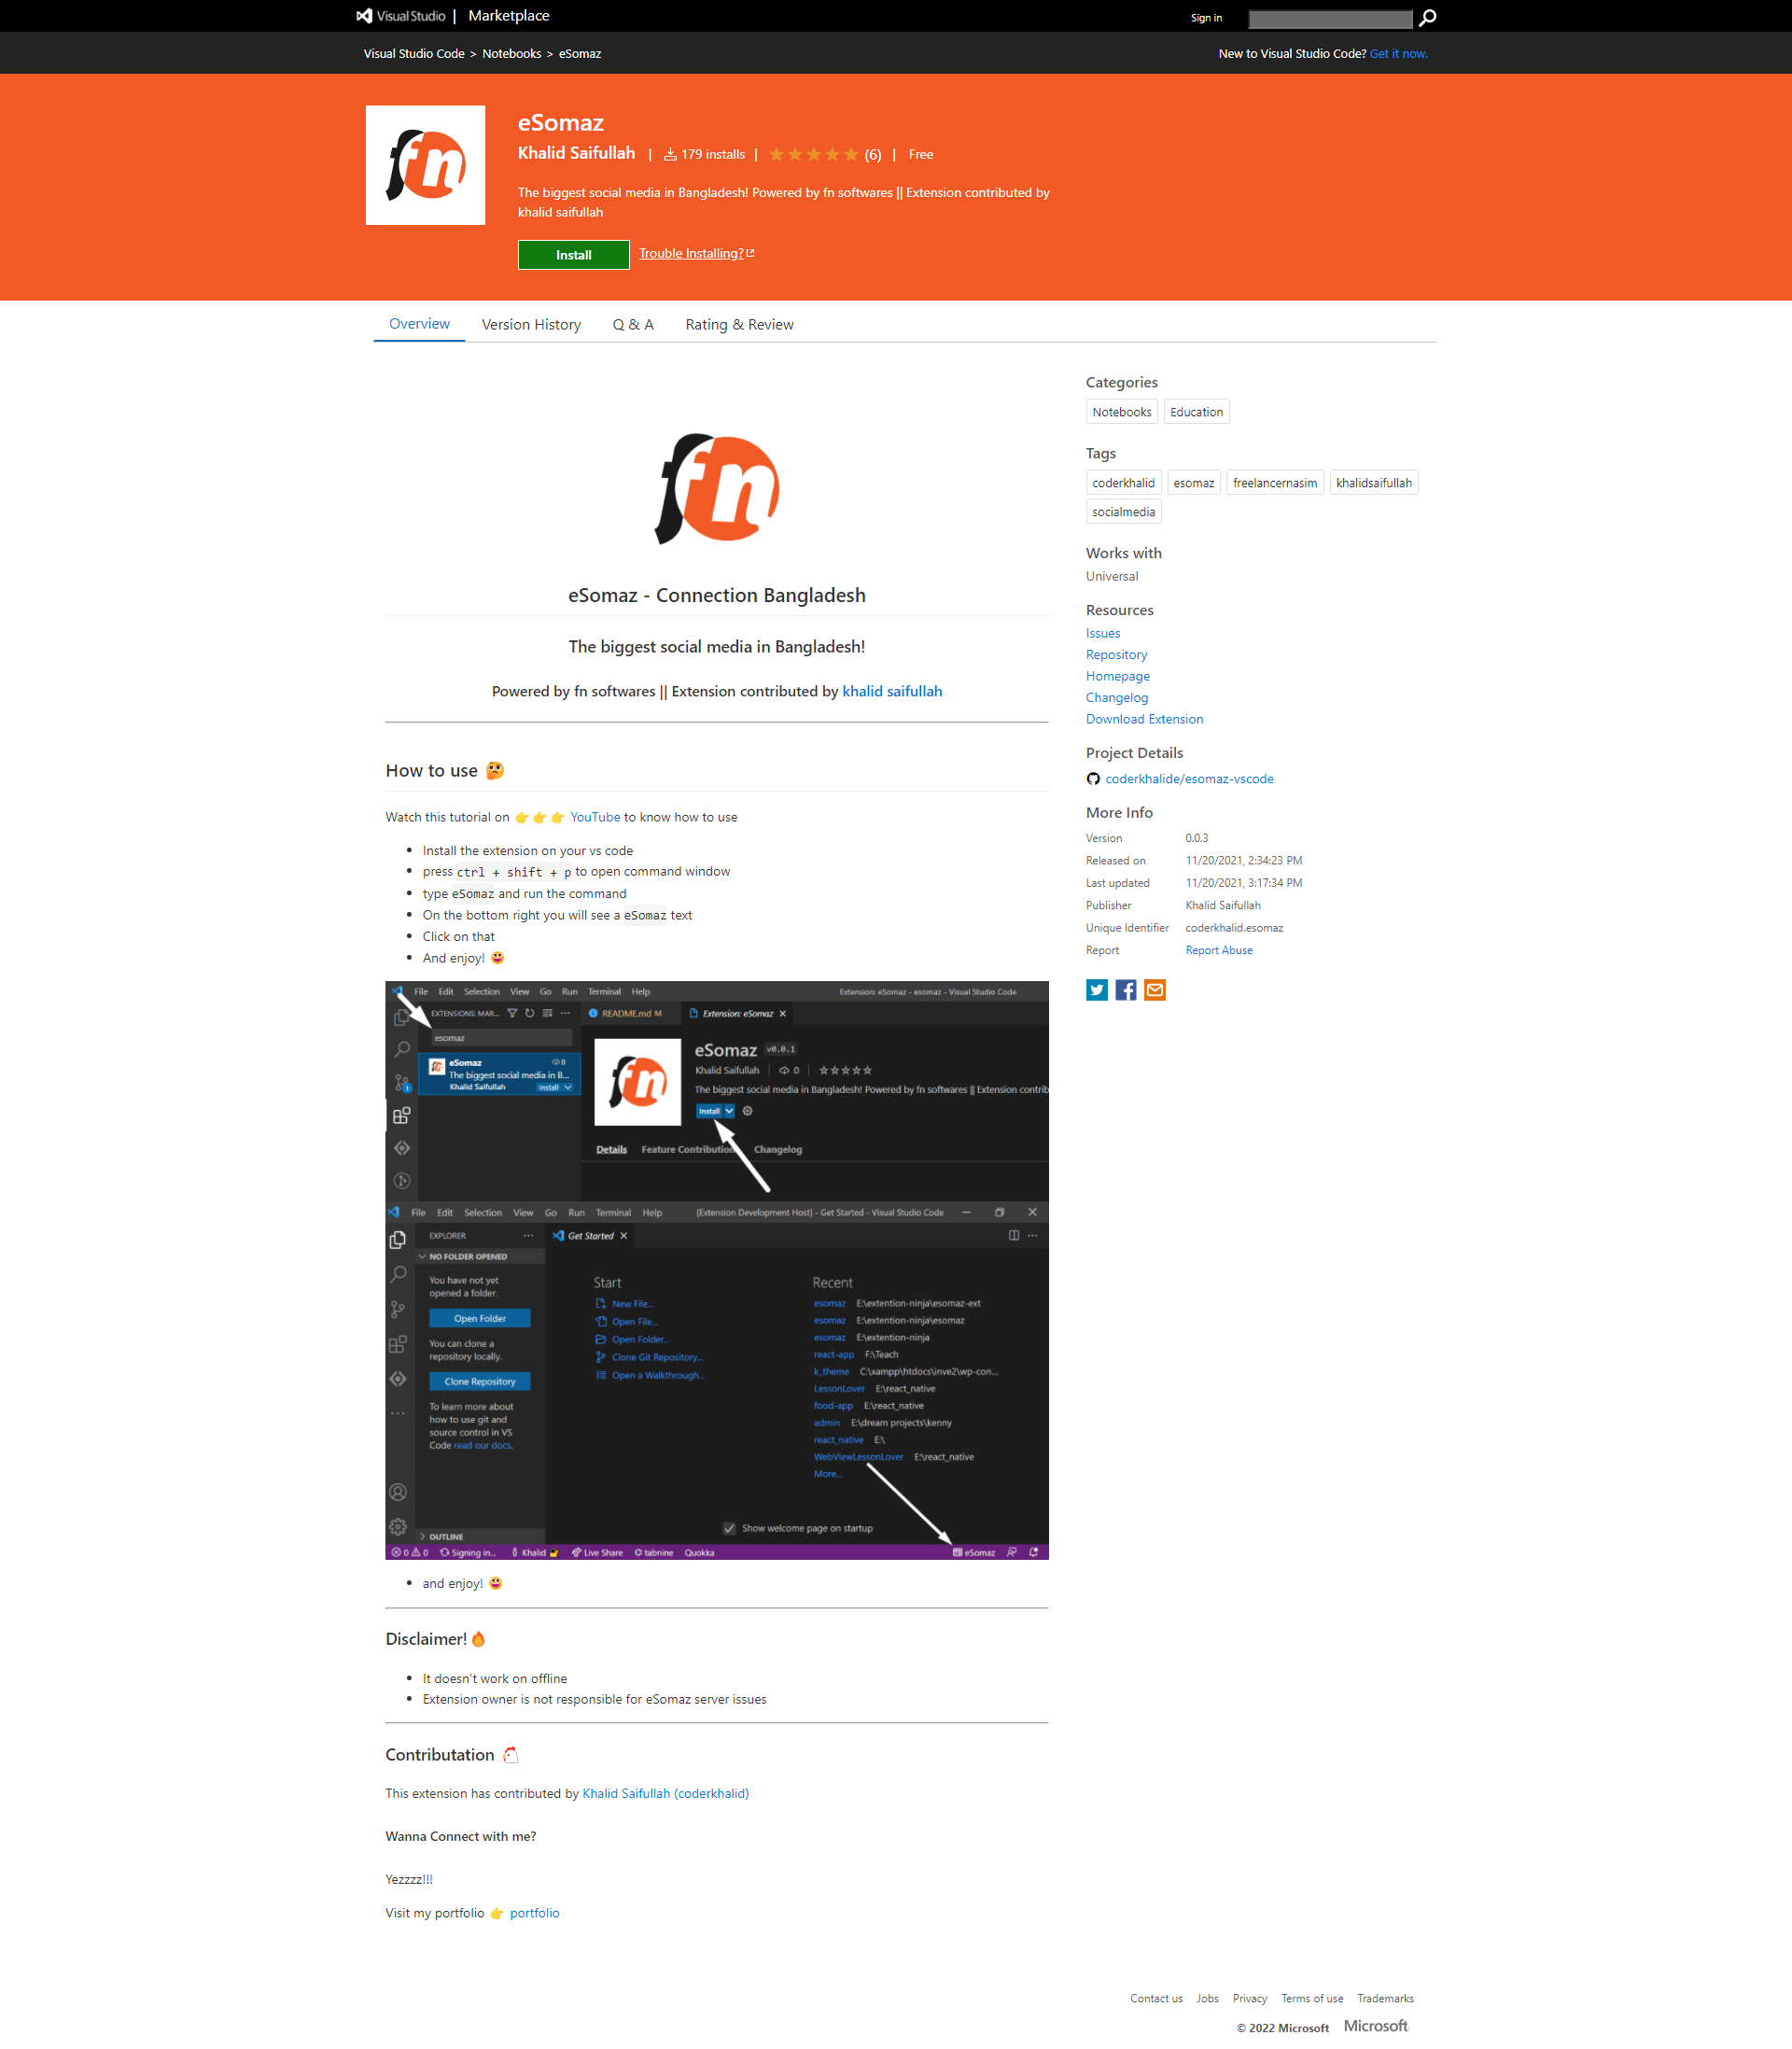 Visual Studio | Marketplace
Sign in
Visual Studio Code > Notebooks > eSomaz
New to Visual Studio Code? Get it now.
fn
eSomaz
Khalid Saifullah | 179 installs | (6) | Free
The biggest social media in Bangladesh! Powered by fn softwares || Extension contributed by
khalid saifullah
Install
Trouble Installing?
Overview
Version History
Q & A
Rating & Review
fn
eSomaz - Connection Bangladesh
The biggest social media in Bangladesh!
Powered by fn softwares || Extension contributed by khalid saifullah
How to use 🤔
Watch this tutorial on 👉👉👉 YouTube to know how to use
• Install the extension on your vs code
• press ctrl + shift + p to open command window
• type eSomaz and run the command
• On the bottom right you will see a eSomaz text
• Click on that
• And enjoy! 😀
File Edit Selection View Go Run Terminal Help
Extension: eSomaz - esomaz - Visual Studio Code
EXTENSIONS: MAR...
README.md M
Extension: eSomaz
esomaz
eSomaz
0
The biggest social media in B...
Khalid Saifullah
Install
1
fn
eSomaz v0.0.1
Khalid Saifullah | 0 |
The biggest social media in Bangladesh! Powered by fn softwares || Extension contrib
Install
Details
Feature Contribution
Changelog
File Edit Selection View Go Run Terminal Help
[Extension Development Host] - Get Started - Visual Studio Code
EXPLORER
Get Started
NO FOLDER OPENED
You have not yet
opened a folder.
Open Folder
You can clone a
repository locally.
Clone Repository
To learn more about
how to use git and
source control in VS
Code read our docs.
OUTLINE
Start
New File...
Open File...
Open Folder...
Clone Git Repository...
Open a Walkthrough...
Recent
esomaz E:\extention-ninja\esomaz-ext
esomaz E:\extention-ninja\esomaz
esomaz E:\extention-ninja
react-app F:\Teach
k_theme C:\xampp\htdocs\inve2\wp-con...
LessonLover E:\react_native
food-app E:\react_native
admin E:\dream projects\kenny
react_native E:\
WebViewLessonLover E:\react_native
More...
Show welcome page on startup
0 0 Signing in... Khalid Live Share tabnine Quokka
eSomaz
• and enjoy! 😀
Disclaimer!🔥
• It doesn't work on offline
• Extension owner is not responsible for eSomaz server issues
Contributation 🐔
This extension has contributed by Khalid Saifullah (coderkhalid)
Wanna Connect with me?
Yezzzz!!!
Visit my portfolio 👉 portfolio
Categories
Notebooks
Education
Tags
coderkhalid
esomaz
freelancernasim
khalidsaifullah
socialmedia
Works with
Universal
Resources
Issues
Repository
Homepage
Changelog
Download Extension
Project Details
coderkhalide/esomaz-vscode
More Info
Version 0.0.3
Released on 11/20/2021, 2:34:23 PM
Last updated 11/20/2021, 3:17:34 PM
Publisher Khalid Saifullah
Unique Identifier coderkhalid.esomaz
Report Report Abuse
Contact us Jobs Privacy Terms of use Trademarks
© 2022 Microsoft Microsoft